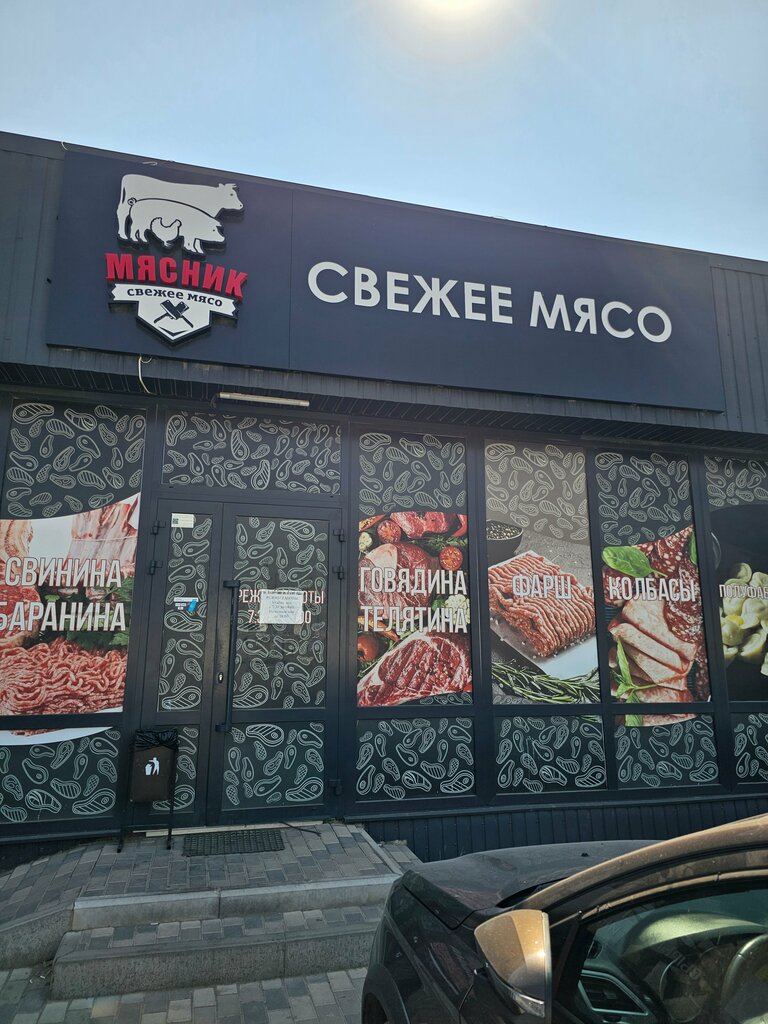 МЯСНИК
свежее мясо
СВЕЖЕЕ МЯСО
СВИНИНА
БАРАНИНА
ГОВЯДИНА
ТЕЛЯТИНА
ФАРШ
КОЛБАСЫ